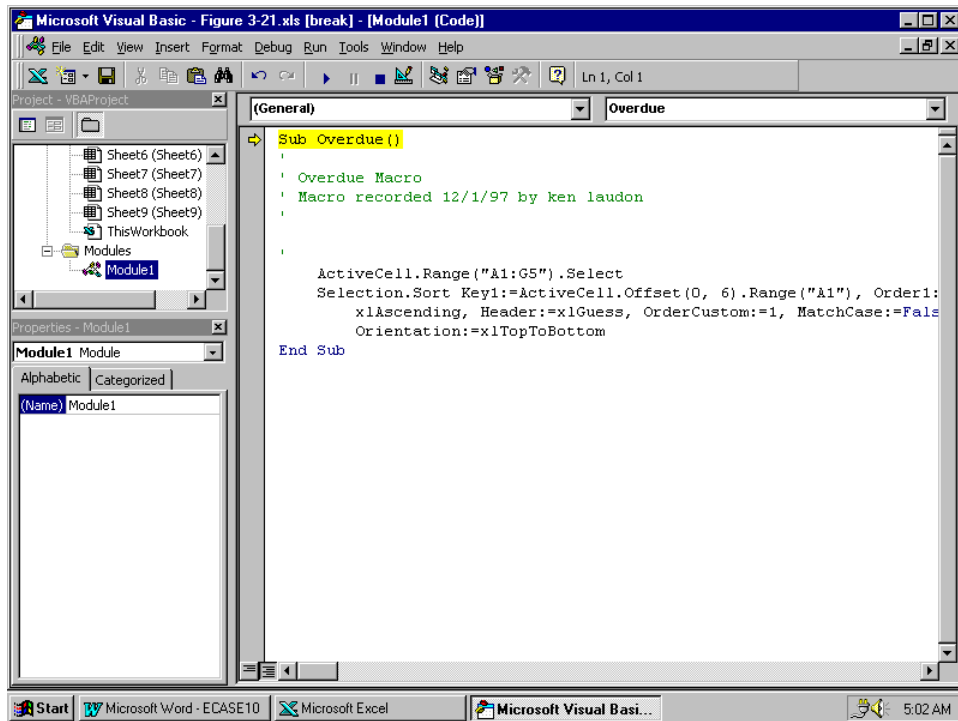 Microsoft Visual Basic - Figure 3-21.xls [break] - [Module1 (Code)]
File Edit View Insert Format Debug Run Tools Window Help
Ln 1, Col 1
Project - VBAProject
Sheet6 (Sheet6)
Sheet7 (Sheet7)
Sheet8 (Sheet8)
Sheet9 (Sheet9)
ThisWorkbook
Modules
Module1
Properties - Module1
Module1 Module
Alphabetic Categorized
(Name) Module1
(General) Overdue
Sub Overdue()
'
' Overdue Macro
' Macro recorded 12/1/97 by ken laudon
'
'
ActiveCell.Range("A1:G5").Select
Selection.Sort Key1:=ActiveCell.Offset(0, 6).Range("A1"), Order1:
xlAscending, Header:=xlGuess, OrderCustom:=1, MatchCase:=Fals
Orientation:=xlTopToBottom
End Sub
Start Microsoft Word - ECASE10 Microsoft Excel Microsoft Visual Basi... 5:02 AM